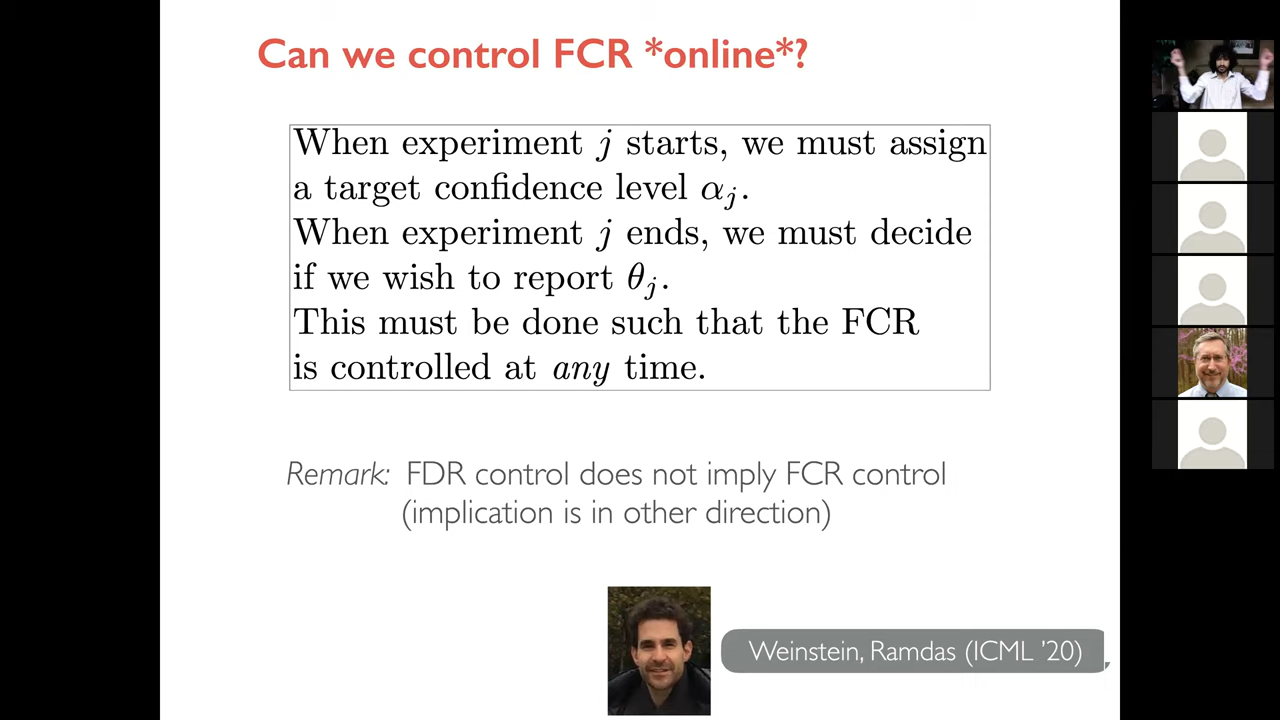 Can we control FCR *online*?
When experiment j starts, we must assign
a target confidence level αⱼ.
When experiment j ends, we must decide
if we wish to report θⱼ.
This must be done such that the FCR
is controlled at any time.
Remark: FDR control does not imply FCR control
(implication is in other direction)
Weinstein, Ramdas (ICML ’20)